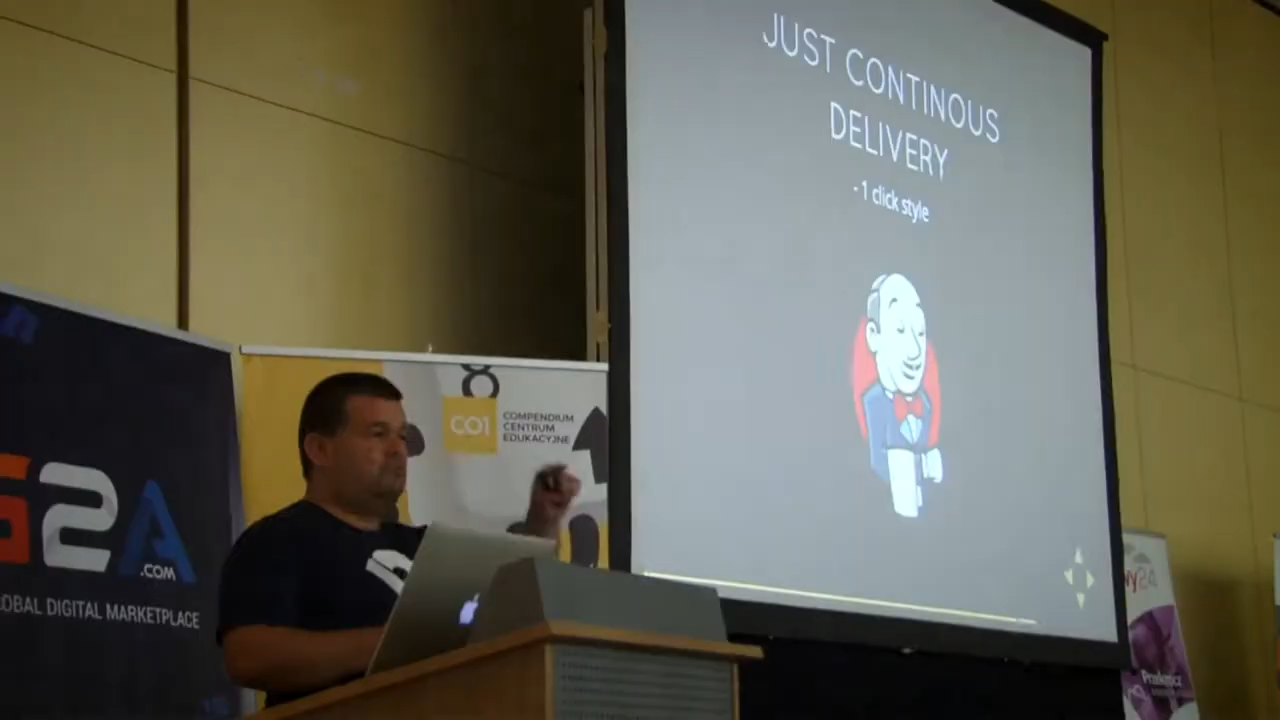 JUST CONTINOUS
DELIVERY
- 1 click style
CO1
COMPENDIUM
CENTRUM
EDUKACYJNE
G2A
.COM
OBAL DIGITAL MARKETPLACE